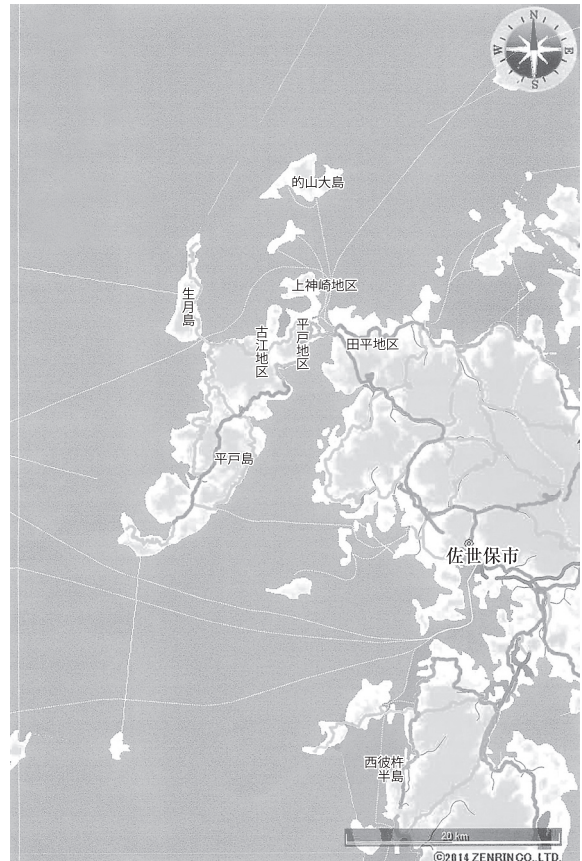 N
W
E
S
的山大島
上神崎地区
生月島
古江地区
平戸地区
田平地区
平戸島
佐世保市
西彼杵
半島
20 km
©2014 ZENRIN CO., LTD.